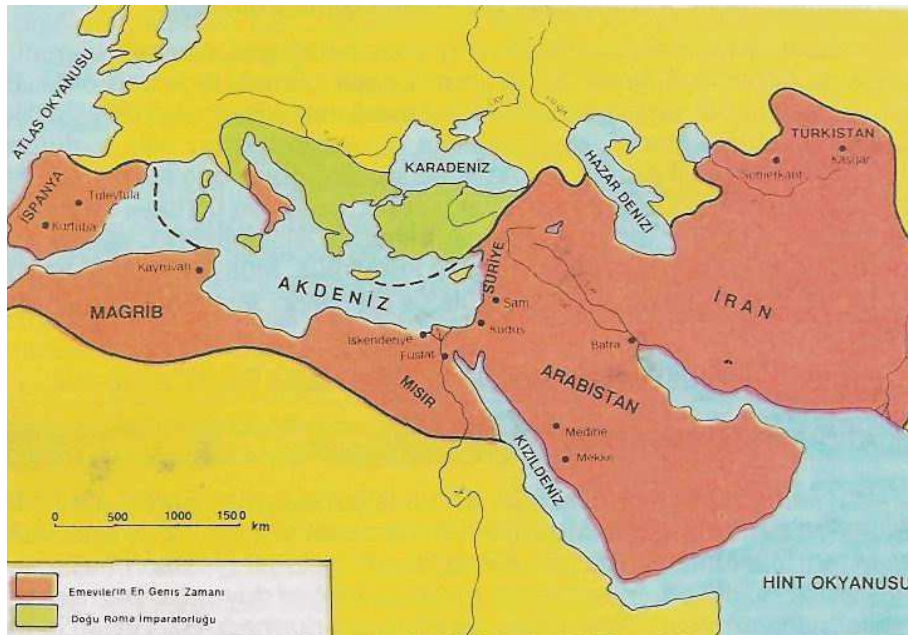 ATLAS OKYANUSU
KARADENİZ
HAZAR DENİZİ
TÜRKİSTAN
Kaşgar
Semerkant
İSPANYA
Tuleytula
Kurtuba
Kayruvan
MAGRİB
AKDENİZ
SURİYE
Şam
Kudüs
İskenderiye
Fustat
MISIR
İRAN
Batra
ARABİSTAN
Medine
Mekke
KIZILDENİZ
0 500 1000 1500 km
HİNT OKYANUSU
Emevilerin En Geniş Zamanı
Doğu Roma İmparatorluğu